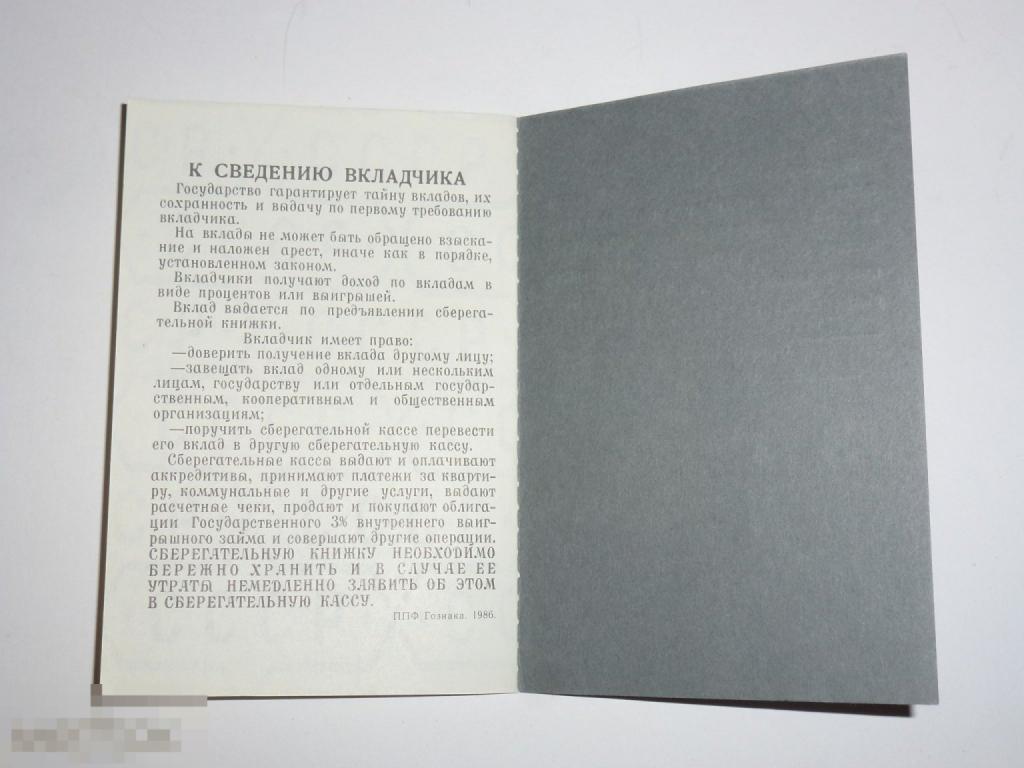 К СВЕДЕНИЮ ВКЛАДЧИКА
Государство гарантирует тайну вкладов, их
сохранность и выдачу по первому требованию
вкладчика.
На вклады не может быть обращено взыска-
ние и наложен арест, иначе как в порядке,
установленном законом.
Вкладчики получают доход по вкладам в
виде процентов или выигрышей.
Вклад выдается по предъявлении сберега-
тельной книжки.
Вкладчик имеет право:
—доверить получение вклада другому лицу;
—завещать вклад одному или нескольким
лицам, государству или отдельным государ-
ственным, кооперативным и общественным
организациям;
—поручить сберегательной кассе перевести
его вклад в другую сберегательную кассу.
Сберегательные кассы выдают и оплачивают
аккредитивы, принимают платежи за кварти-
ру, коммунальные и другие услуги, выдают
расчетные чеки, продают и покупают облига-
ции Государственного 3% внутреннего выиг-
рышного займа и совершают другие операции.
СБЕРЕГАТЕЛЬНУЮ КНИЖКУ НЕОБХОДИМО
БЕРЕЖНО ХРАНИТЬ И В СЛУЧАЕ ЕЕ
УТРАТЫ НЕМЕДЛЕННО ЗАЯВИТЬ ОБ ЭТОМ
В СБЕРЕГАТЕЛЬНУЮ КАССУ.
ППФ Гознака. 1986.